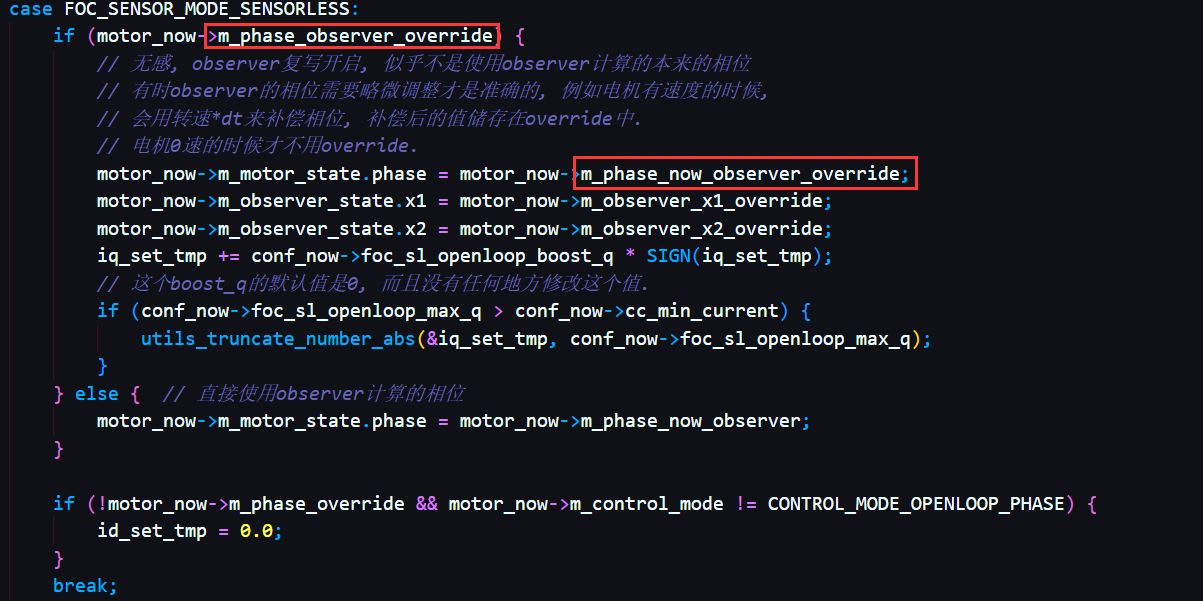 case FOC_SENSOR_MODE_SENSORLESS:
if (motor_now->m_phase_observer_override) {
// 无感, observer复写开启, 似乎不是使用observer计算的本来的相位
// 有时observer的相位需要略微调整才是准确的, 例如电机有速度的时候,
// 会用转速*dt来补偿相位, 补偿后的值储存在override中.
// 电机0速的时候才不用override.
motor_now->m_motor_state.phase = motor_now->m_phase_now_observer_override;
motor_now->m_observer_state.x1 = motor_now->m_observer_x1_override;
motor_now->m_observer_state.x2 = motor_now->m_observer_x2_override;
iq_set_tmp += conf_now->foc_sl_openloop_boost_q * SIGN(iq_set_tmp);
// 这个boost_q的默认值是0, 而且没有任何地方修改这个值.
if (conf_now->foc_sl_openloop_max_q > conf_now->cc_min_current) {
utils_truncate_number_abs(&iq_set_tmp, conf_now->foc_sl_openloop_max_q);
}
} else { // 直接使用observer计算的相位
motor_now->m_motor_state.phase = motor_now->m_phase_now_observer;
}
if (!motor_now->m_phase_override && motor_now->m_control_mode != CONTROL_MODE_OPENLOOP_PHASE) {
id_set_tmp = 0.0;
}
break;